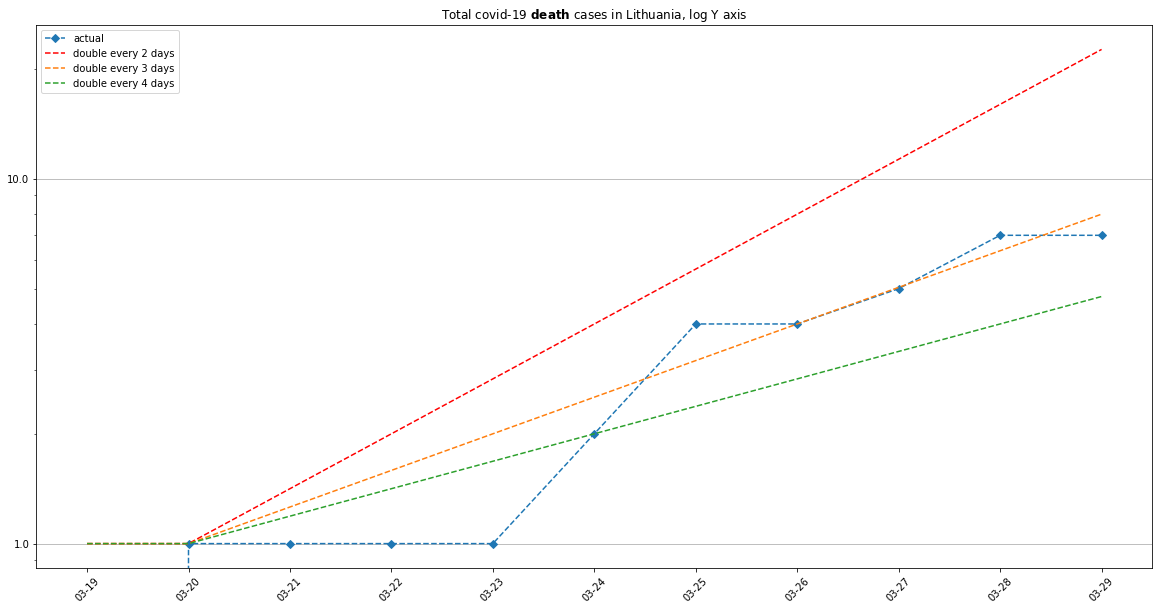 Total covid-19 death cases in Lithuania, log Y axis
actual
double every 2 days
double every 3 days
double every 4 days
10.0
1.0
03-19 03-20 03-21 03-22 03-23 03-24 03-25 03-26 03-27 03-28 03-29